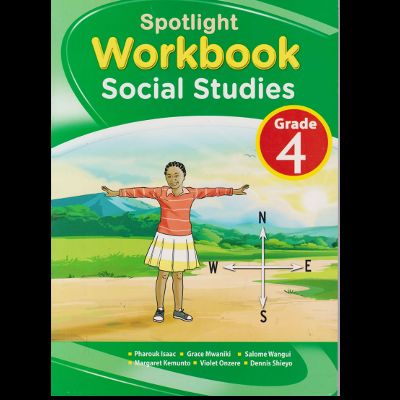 Spotlight
Workbook
Social Studies
Grade
4
N
W E
S
▪ Pharouk Isaac ▪ Grace Mwaniki ▪ Salome Wangui
▪ Margaret Kemunto ▪ Violet Onzere ▪ Dennis Shieyo